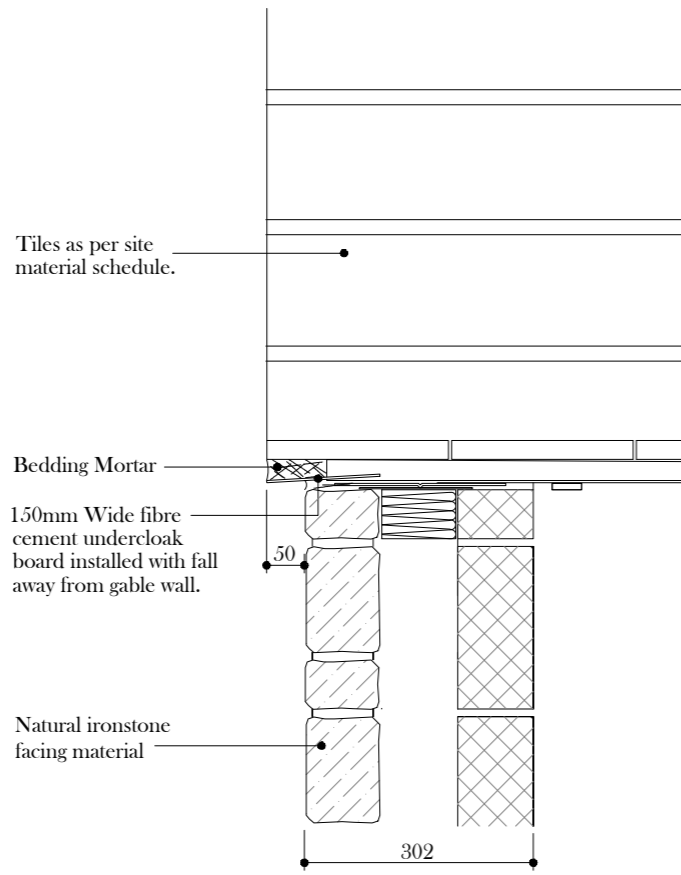 Tiles as per site
material schedule.
Bedding Mortar
150mm Wide fibre
cement undercloak
board installed with fall
away from gable wall.
50
Natural ironstone
facing material
302